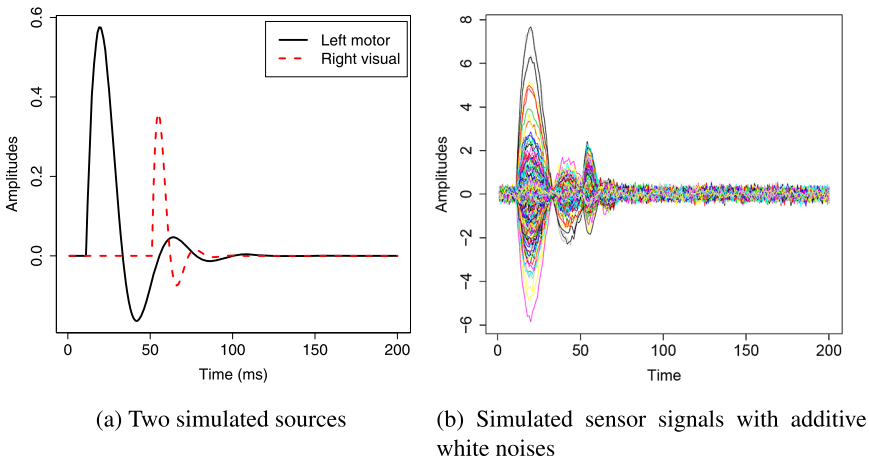 0.6
0.4
0.2
0.0
Amplitudes
0 50 100 150 200
Time (ms)
Left motor
Right visual
8
6
4
2
0
−2
−4
−6
Amplitudes
0 50 100 150 200
Time
(a) Two simulated sources
(b) Simulated sensor signals with additive
white noises